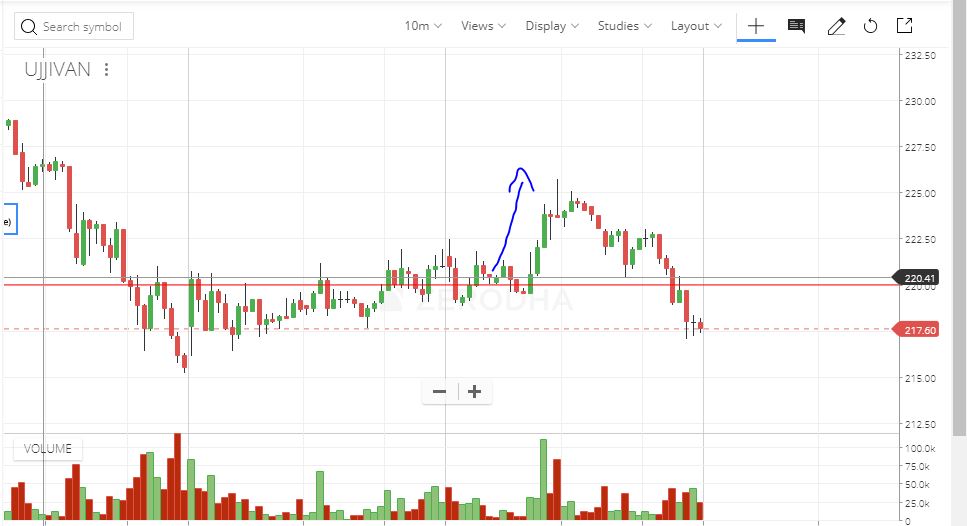 Search symbol 10m Views Display Studies Layout
UJJIVAN
232.50
230.00
227.50
225.00
e)
222.50
220.41
220.00
ZERODHA
217.60
215.00
212.50
VOLUME
100.0k
75.0k
50.0k
25.0k
0